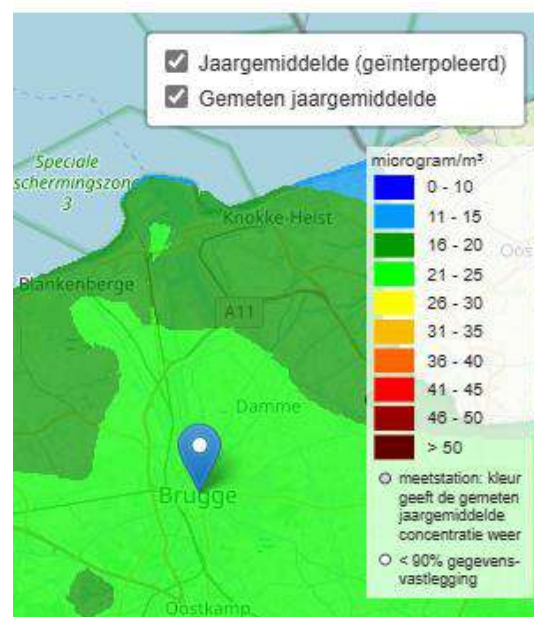 Jaargemiddelde (geïnterpoleerd)
Gemeten jaargemiddelde
Speciale
schermingszon
3
Knokke-Heist
Blankenberge
A11
Damme
Brugge
Oostkamp
Oos
microgram/m³
0 - 10
11 - 15
16 - 20
21 - 25
26 - 30
31 - 35
36 - 40
41 - 45
46 - 50
> 50
meetstation: kleur
geeft de gemeten
jaargemiddelde
concentratie weer
< 90% gegevens-
vastlegging